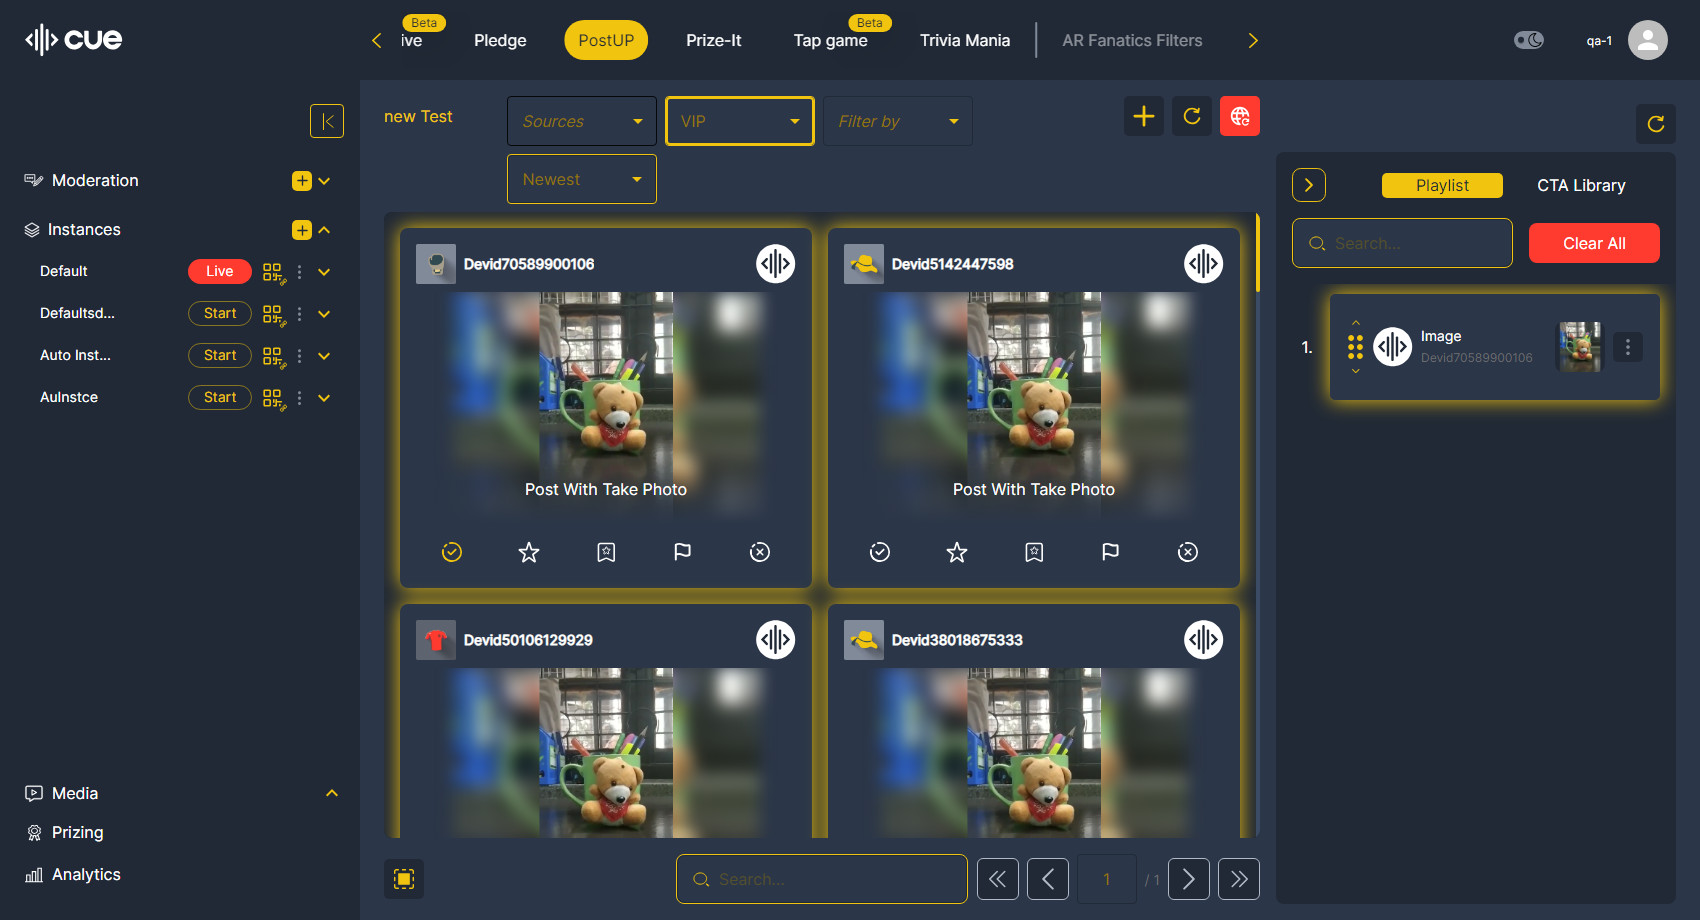 cue
Beta
ive
Pledge
PostUP
Prize-It
Beta
Tap game
Trivia Mania
AR Fanatics Filters
qa-1
Moderation
Instances
Default
Live
Defaultsd...
Start
Auto Inst...
Start
AuInstce
Start
Media
Prizing
Analytics
new Test
Sources
VIP
Filter by
Newest
Devid70589900106
Post With Take Photo
Devid5142447598
Post With Take Photo
Devid50106129929
Devid38018675333
Search...
1
/ 1
Playlist
CTA Library
Search...
Clear All
1.
Image
Devid70589900106